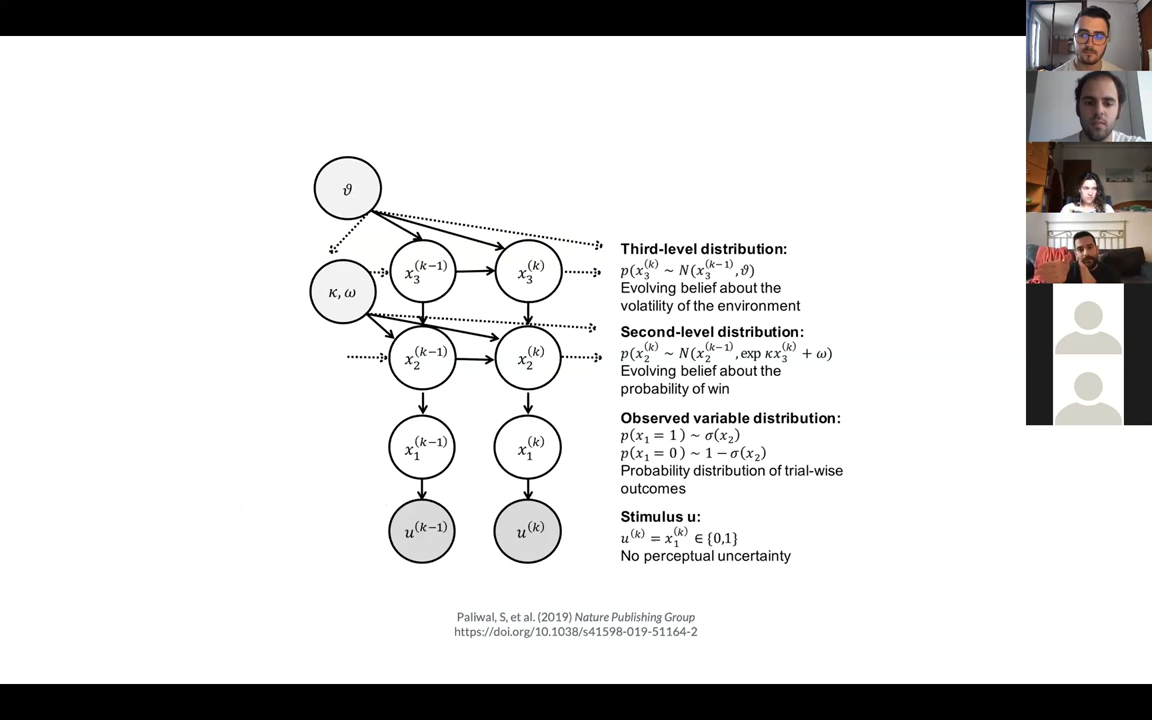 ϑ
κ, ω
x₃⁽ᵏ⁻¹⁾
x₃⁽ᵏ⁾
x₂⁽ᵏ⁻¹⁾
x₂⁽ᵏ⁾
x₁⁽ᵏ⁻¹⁾
x₁⁽ᵏ⁾
u⁽ᵏ⁻¹⁾
u⁽ᵏ⁾
Third-level distribution:
p(x₃⁽ᵏ⁾ ~ N(x₃⁽ᵏ⁻¹⁾, ϑ)
Evolving belief about the
volatility of the environment
Second-level distribution:
p(x₂⁽ᵏ⁾ ~ N(x₂⁽ᵏ⁻¹⁾, exp κx₃⁽ᵏ⁾ + ω)
Evolving belief about the
probability of win
Observed variable distribution:
p(x₁ = 1) ~ σ(x₂)
p(x₁ = 0) ~ 1 − σ(x₂)
Probability distribution of trial-wise
outcomes
Stimulus u:
u⁽ᵏ⁾ = x₁⁽ᵏ⁾ ∈ {0,1}
No perceptual uncertainty
Paliwal, S, et al. (2019) Nature Publishing Group
https://doi.org/10.1038/s41598-019-51164-2